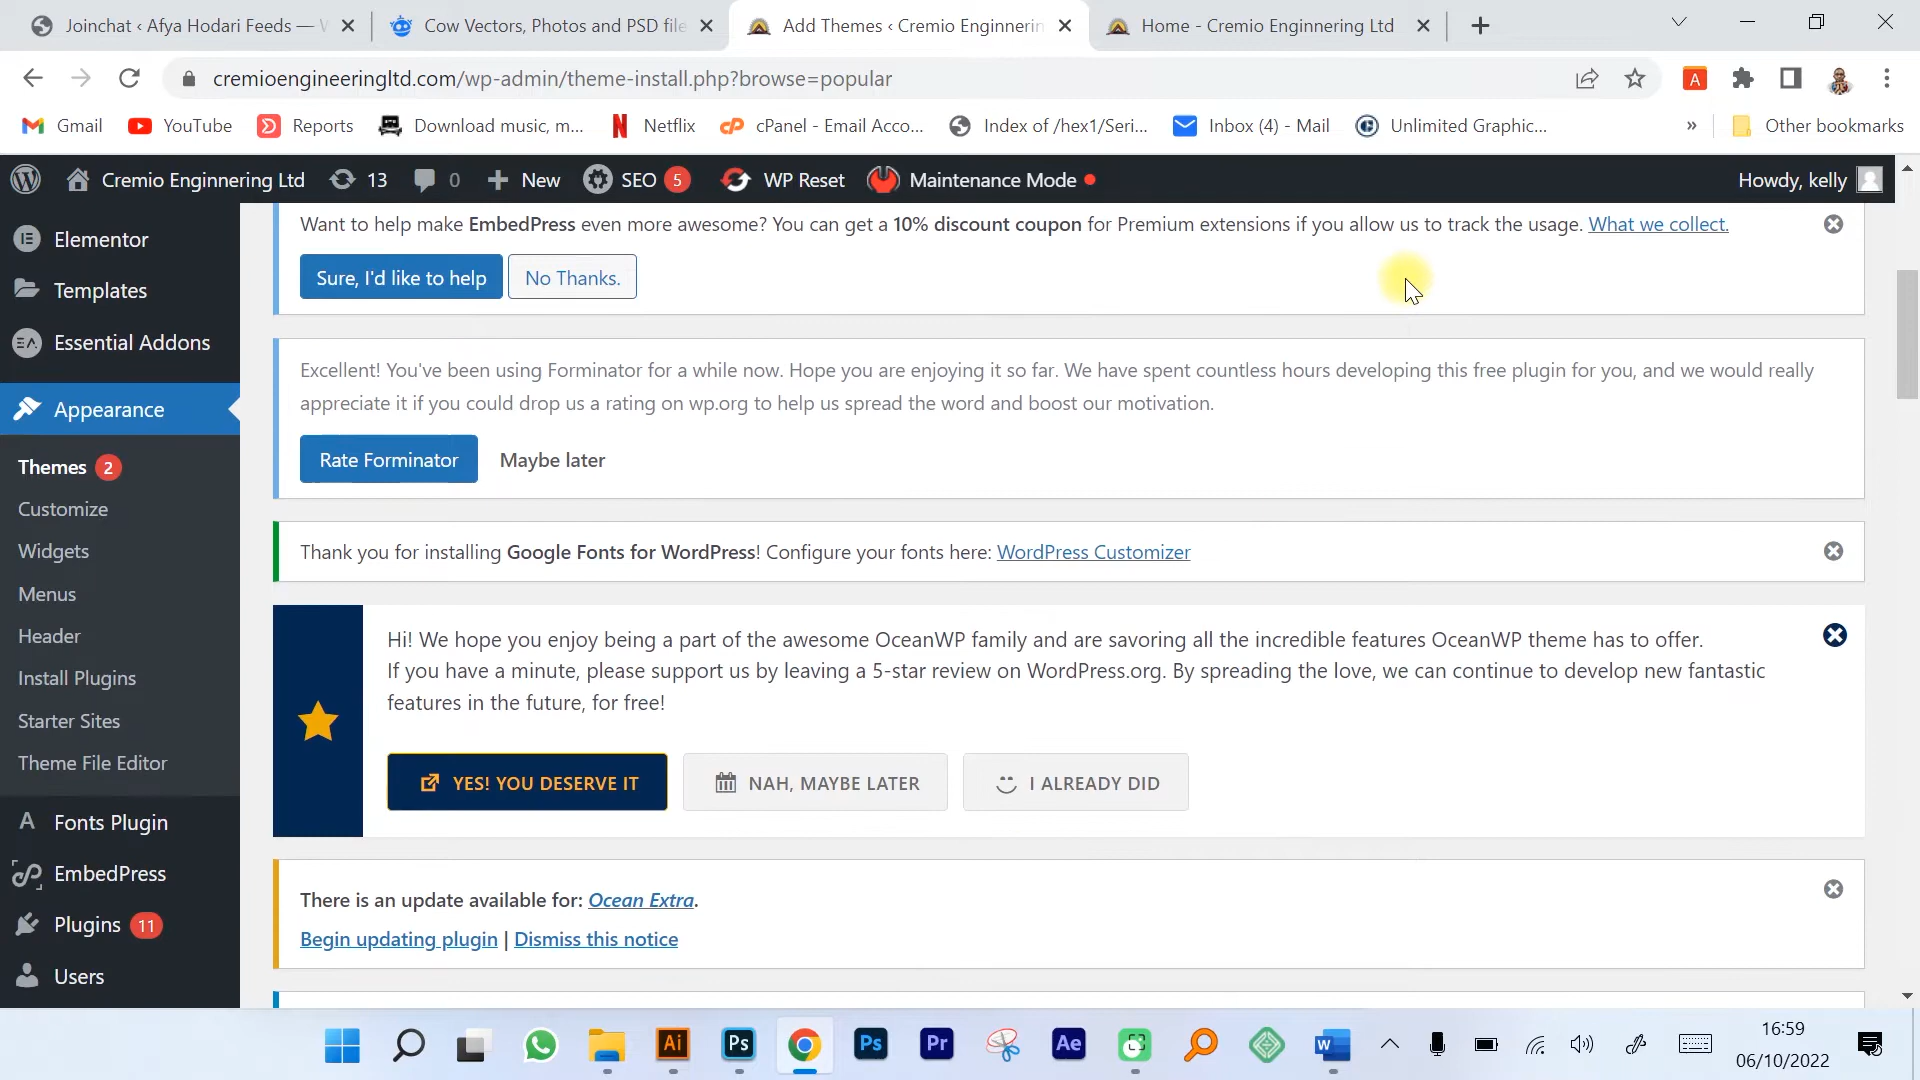 Joinchat ‹ Afya Hodari Feeds —
Cow Vectors, Photos and PSD file
Add Themes ‹ Cremio Enginnerin
Home - Cremio Enginnering Ltd
cremioengineeringltd.com/wp-admin/theme-install.php?browse=popular
A
Gmail
YouTube
Reports
Download music, m...
Netflix
cPanel - Email Acco...
Index of /hex1/Seri...
Inbox (4) - Mail
Unlimited Graphic...
»
Other bookmarks
Cremio Enginnering Ltd
13
0
New
SEO 5
WP Reset
Maintenance Mode
Howdy, kelly
Elementor
Templates
Essential Addons
Appearance
Themes 2
Customize
Widgets
Menus
Header
Install Plugins
Starter Sites
Theme File Editor
Fonts Plugin
EmbedPress
Plugins 11
Users
Want to help make EmbedPress even more awesome? You can get a 10% discount coupon for Premium extensions if you allow us to track the usage. What we collect.
Sure, I'd like to help
No Thanks.
Excellent! You've been using Forminator for a while now. Hope you are enjoying it so far. We have spent countless hours developing this free plugin for you, and we would really
appreciate it if you could drop us a rating on wp.org to help us spread the word and boost our motivation.
Rate Forminator
Maybe later
Thank you for installing Google Fonts for WordPress! Configure your fonts here: WordPress Customizer
Hi! We hope you enjoy being a part of the awesome OceanWP family and are savoring all the incredible features OceanWP theme has to offer.
If you have a minute, please support us by leaving a 5-star review on WordPress.org. By spreading the love, we can continue to develop new fantastic
features in the future, for free!
YES! YOU DESERVE IT
NAH, MAYBE LATER
I ALREADY DID
There is an update available for: Ocean Extra.
Begin updating plugin | Dismiss this notice
Ai
Ps
Ps
Pr
Ae
W
16:59
06/10/2022